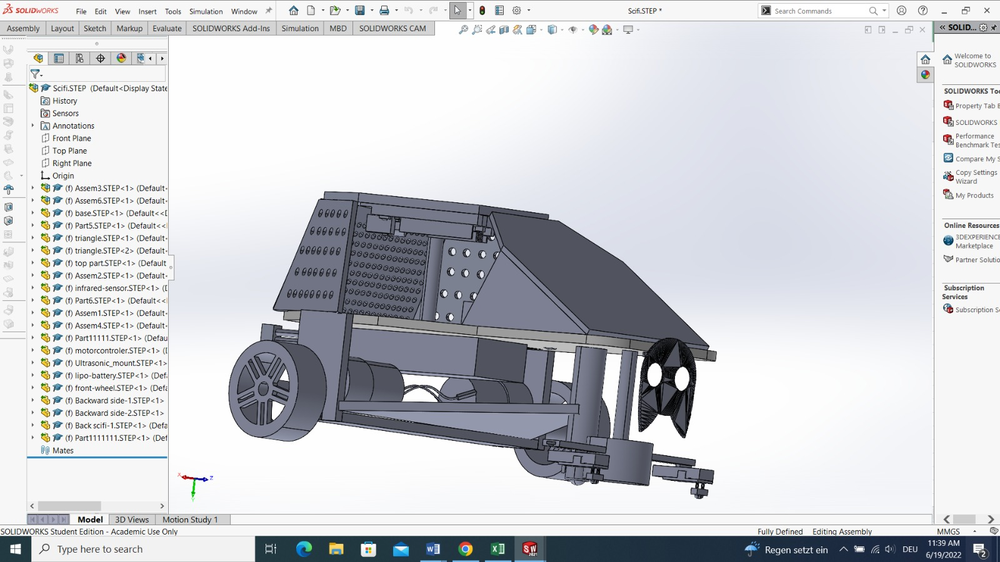 SOLIDWORKS File Edit View Insert Tools Simulation Window Scifi.STEP * Search Commands
Assembly Layout Sketch Markup Evaluate SOLIDWORKS Add-Ins Simulation MBD SOLIDWORKS CAM
« SOLID...
Welcome to
SOLIDWORKS
SOLIDWORKS Too
Property Tab B
SOLIDWORKS
Performance
Benchmark Tes
Compare My S
Copy Settings
Wizard
My Products
Online Resources
3DEXPERIENCE
Marketplace
Partner Solutio
Subscription
Services
Subscription Se
Scifi.STEP (Default<Display State
History
Sensors
Annotations
Front Plane
Top Plane
Right Plane
Origin
(f) Assem3.STEP<1> (Default
(f) Assem6.STEP<1> (Default
(f) base.STEP<1> (Default<<D
(f) Part5.STEP<1> (Default<<
(f) triangle.STEP<1> (Default
(f) triangle.STEP<2> (Default
(f) top part.STEP<1> (Default
(f) Assem2.STEP<1> (Default
(f) infrared-sensor.STEP<1> (D
(f) Part6.STEP<1> (Default<<
(f) Assem1.STEP<1> (Default
(f) Assem4.STEP<1> (Default
(f) Part11111.STEP<1> (Defau
(f) motorcontroler.STEP<1> (D
(f) Ultrasonic_mount.STEP<1>
(f) lipo-battery.STEP<1> (Def
(f) front-wheel.STEP<1> (Defa
(f) Backward side-1.STEP<1>
(f) Backward side-2.STEP<1>
(f) Back scifi-1.STEP<1> (Defa
(f) Part1111111.STEP<1> (Def
Mates
X Z
Y
Model 3D Views Motion Study 1
SOLIDWORKS Student Edition - Academic Use Only Fully Defined Editing Assembly MMGS
Type here to search
Regen setzt ein DEU
11:39 AM
6/19/2022
2